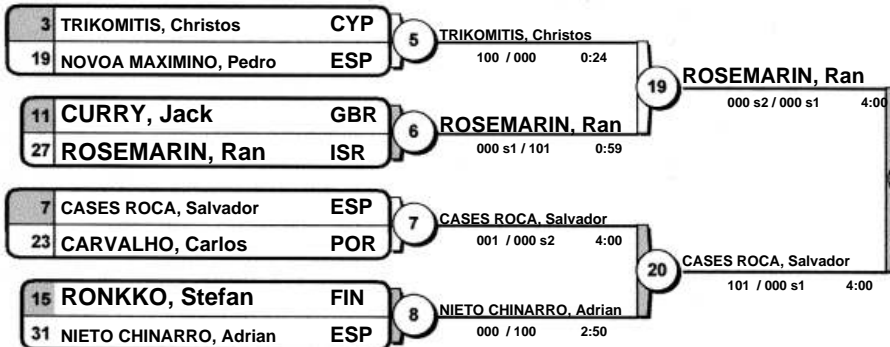 3 TRIKOMITIS, Christos CYP
19 NOVOA MAXIMINO, Pedro ESP
5
TRIKOMITIS, Christos
100 / 000 0:24
11 CURRY, Jack GBR
27 ROSEMARIN, Ran ISR
6
ROSEMARIN, Ran
000 s1 / 101 0:59
19
ROSEMARIN, Ran
000 s2 / 000 s1 4:00
7 CASES ROCA, Salvador ESP
23 CARVALHO, Carlos POR
7
CASES ROCA, Salvador
001 / 000 s2 4:00
15 RONKKO, Stefan FIN
31 NIETO CHINARRO, Adrian ESP
8
NIETO CHINARRO, Adrian
000 / 100 2:50
20
CASES ROCA, Salvador
101 / 000 s1 4:00